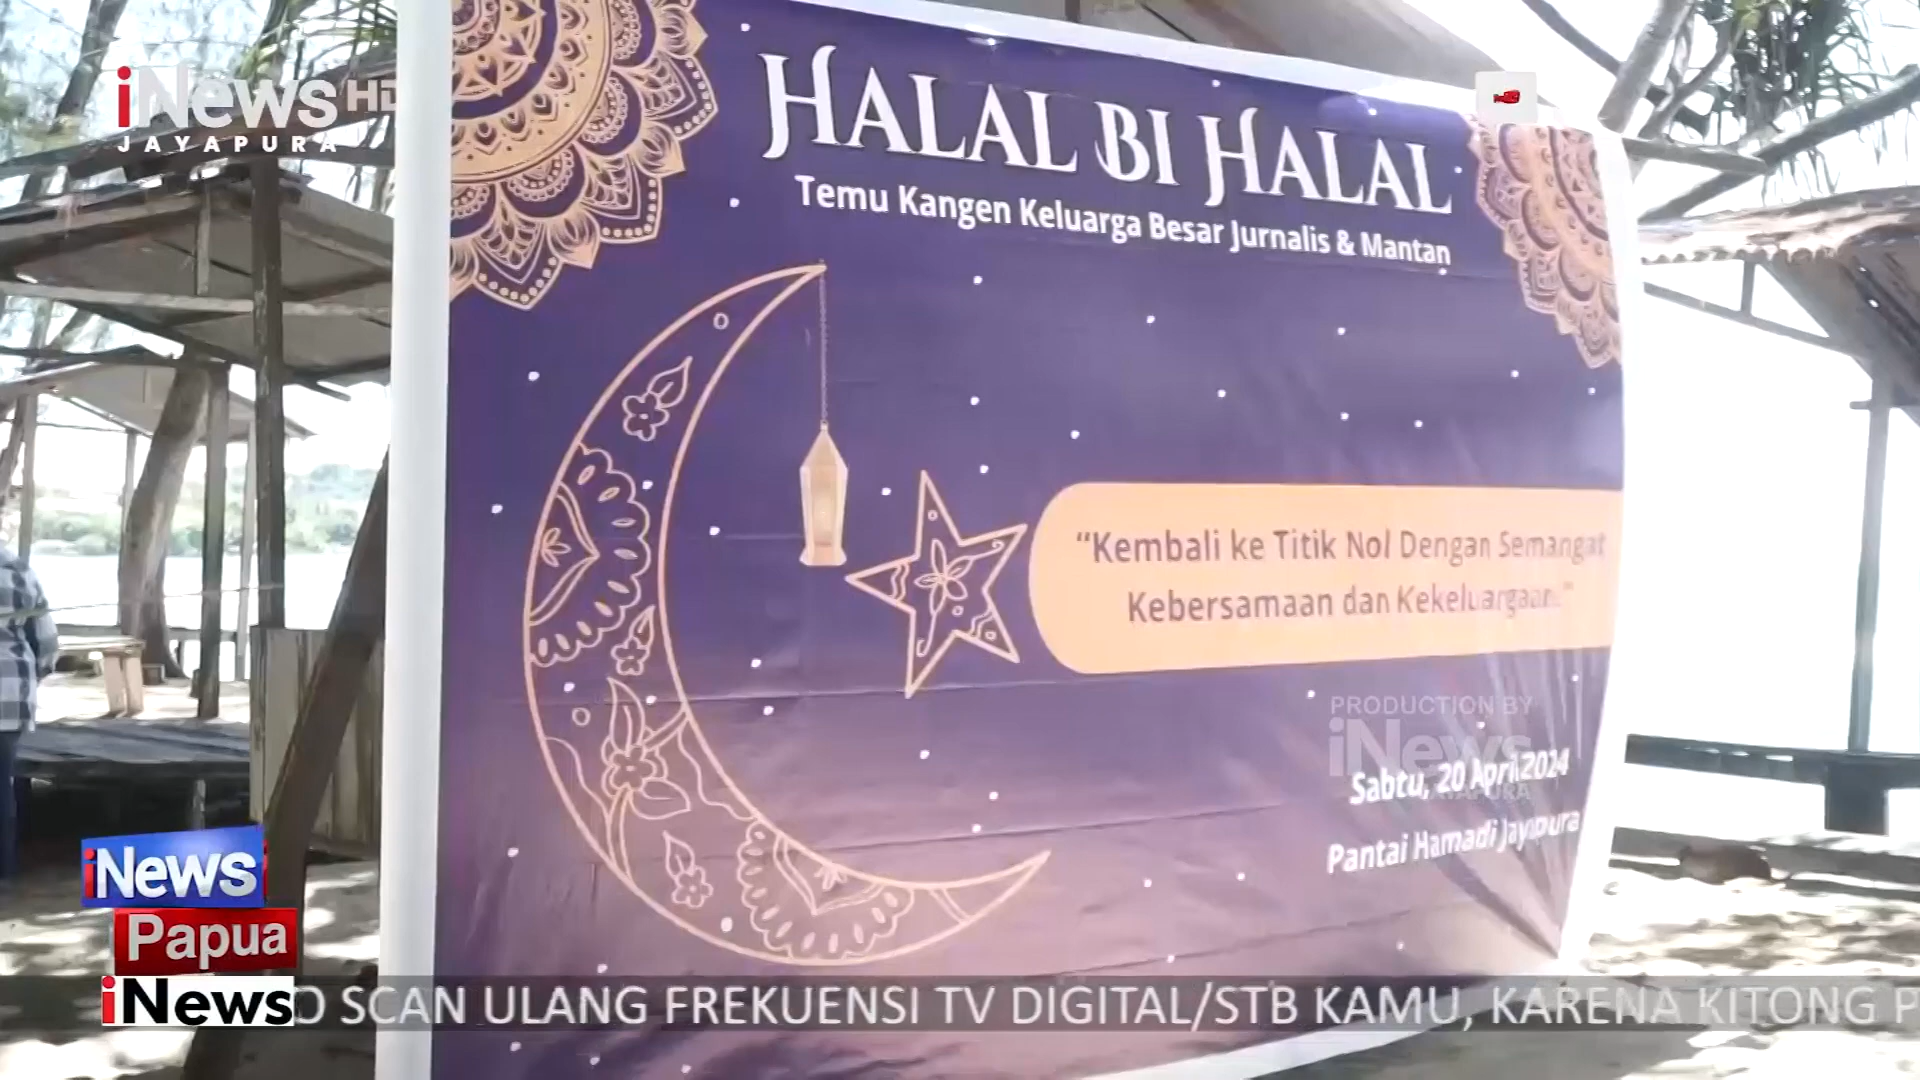 iNews HD
JAYAPURA
HALAL BI HALAL
Temu Kangen Keluarga Besar Jurnalis & Mantan
“Kembali ke Titik Nol Dengan Semangat
Kebersamaan dan Kekeluargaan.”
PRODUCTION BY
iNews
JAYAPURA
Sabtu, 20 April 2024
Pantai Hamadi Jayapura
iNews
Papua
iNews
O SCAN ULANG FREKUENSI TV DIGITAL/STB KAMU, KARENA KITONG P